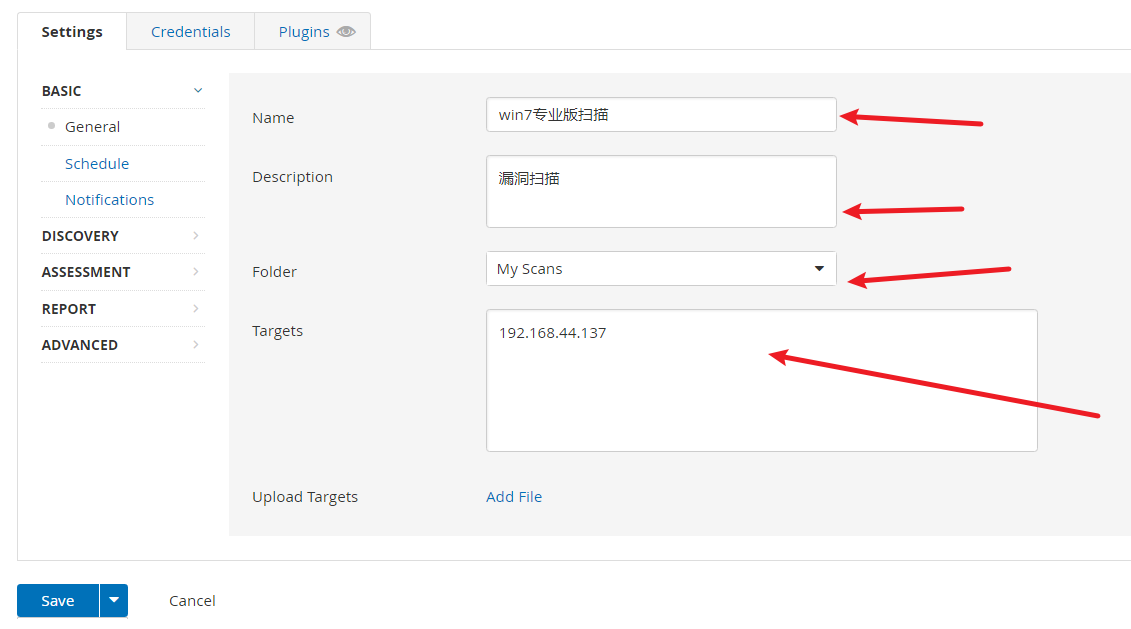 Settings
Credentials
Plugins
BASIC
General
Schedule
Notifications
DISCOVERY
ASSESSMENT
REPORT
ADVANCED
Name
win7专业版扫描
Description
漏洞扫描
Folder
My Scans
Targets
192.168.44.137
Upload Targets
Add File
Save
Cancel